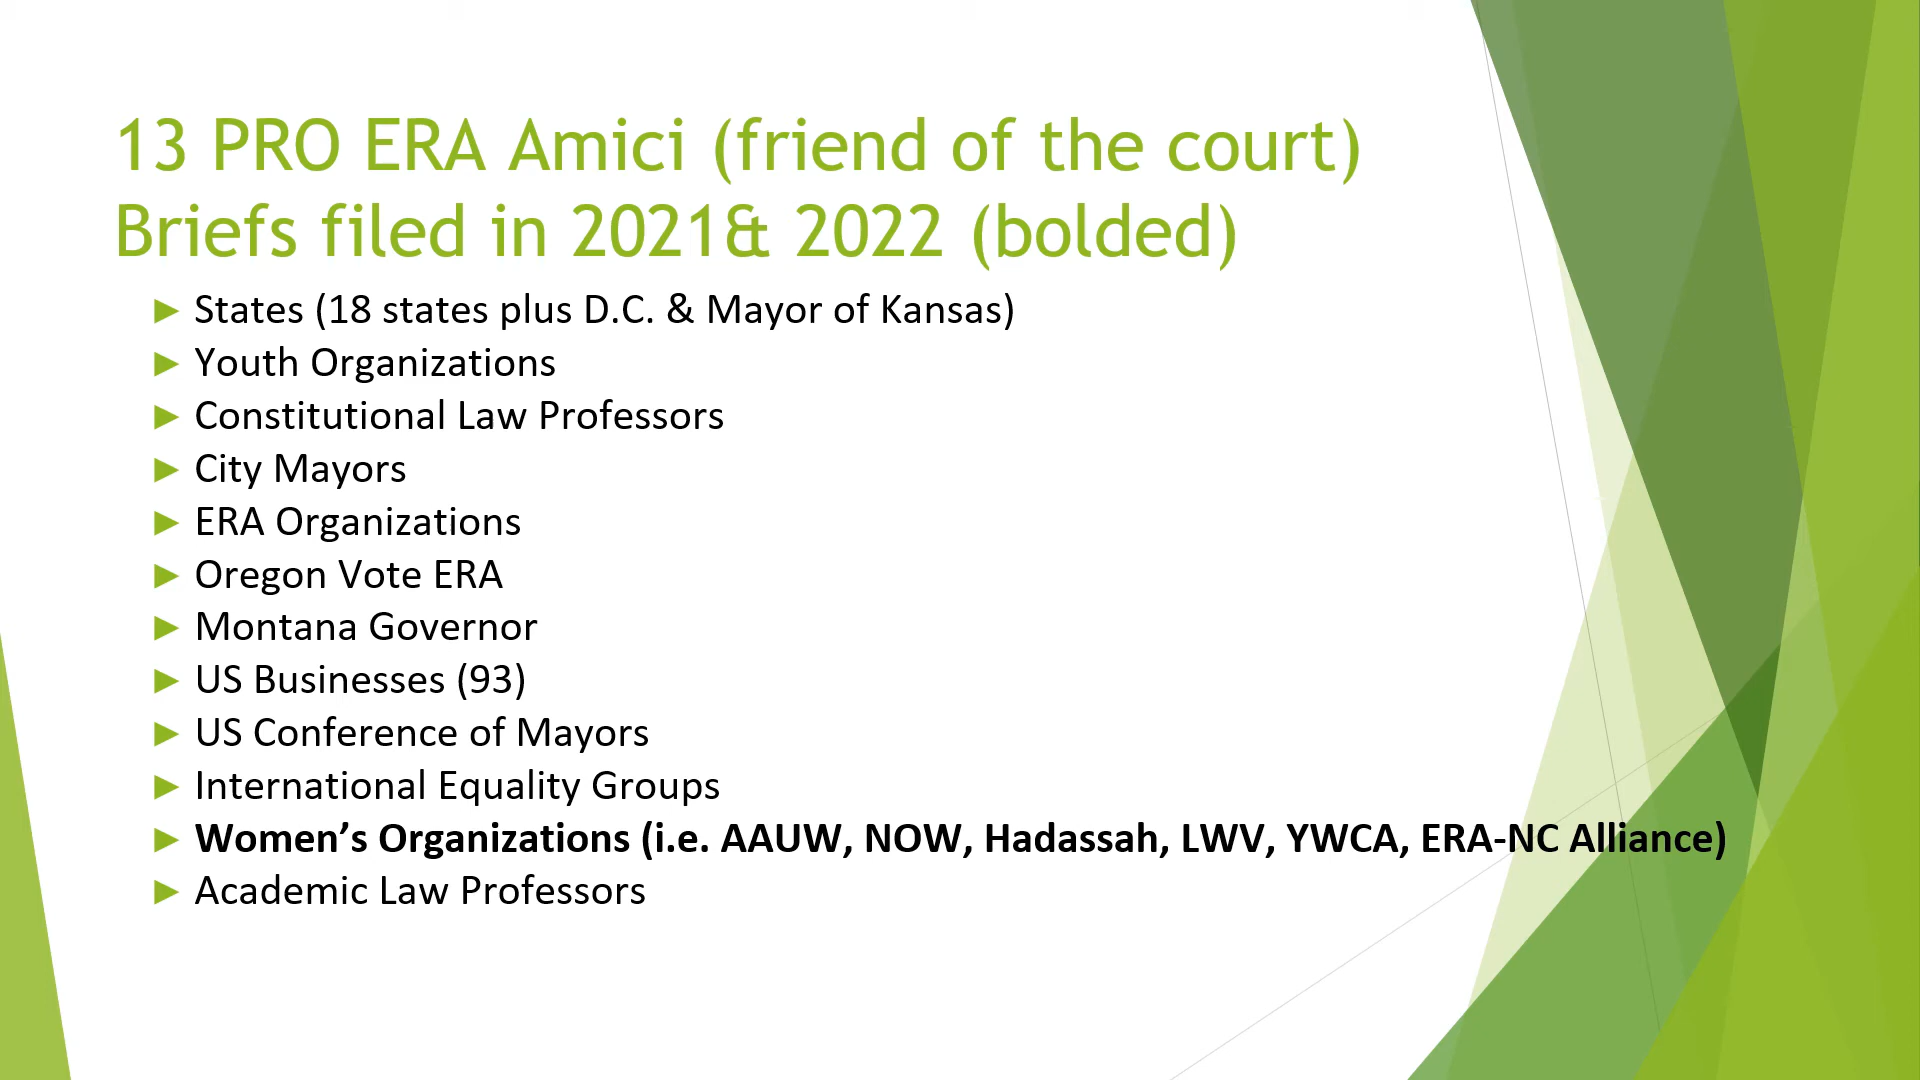 13 PRO ERA Amici (friend of the court)
Briefs filed in 2021& 2022 (bolded)
States (18 states plus D.C. & Mayor of Kansas)
Youth Organizations
Constitutional Law Professors
City Mayors
ERA Organizations
Oregon Vote ERA
Montana Governor
US Businesses (93)
US Conference of Mayors
International Equality Groups
Women’s Organizations (i.e. AAUW, NOW, Hadassah, LWV, YWCA, ERA-NC Alliance)
Academic Law Professors